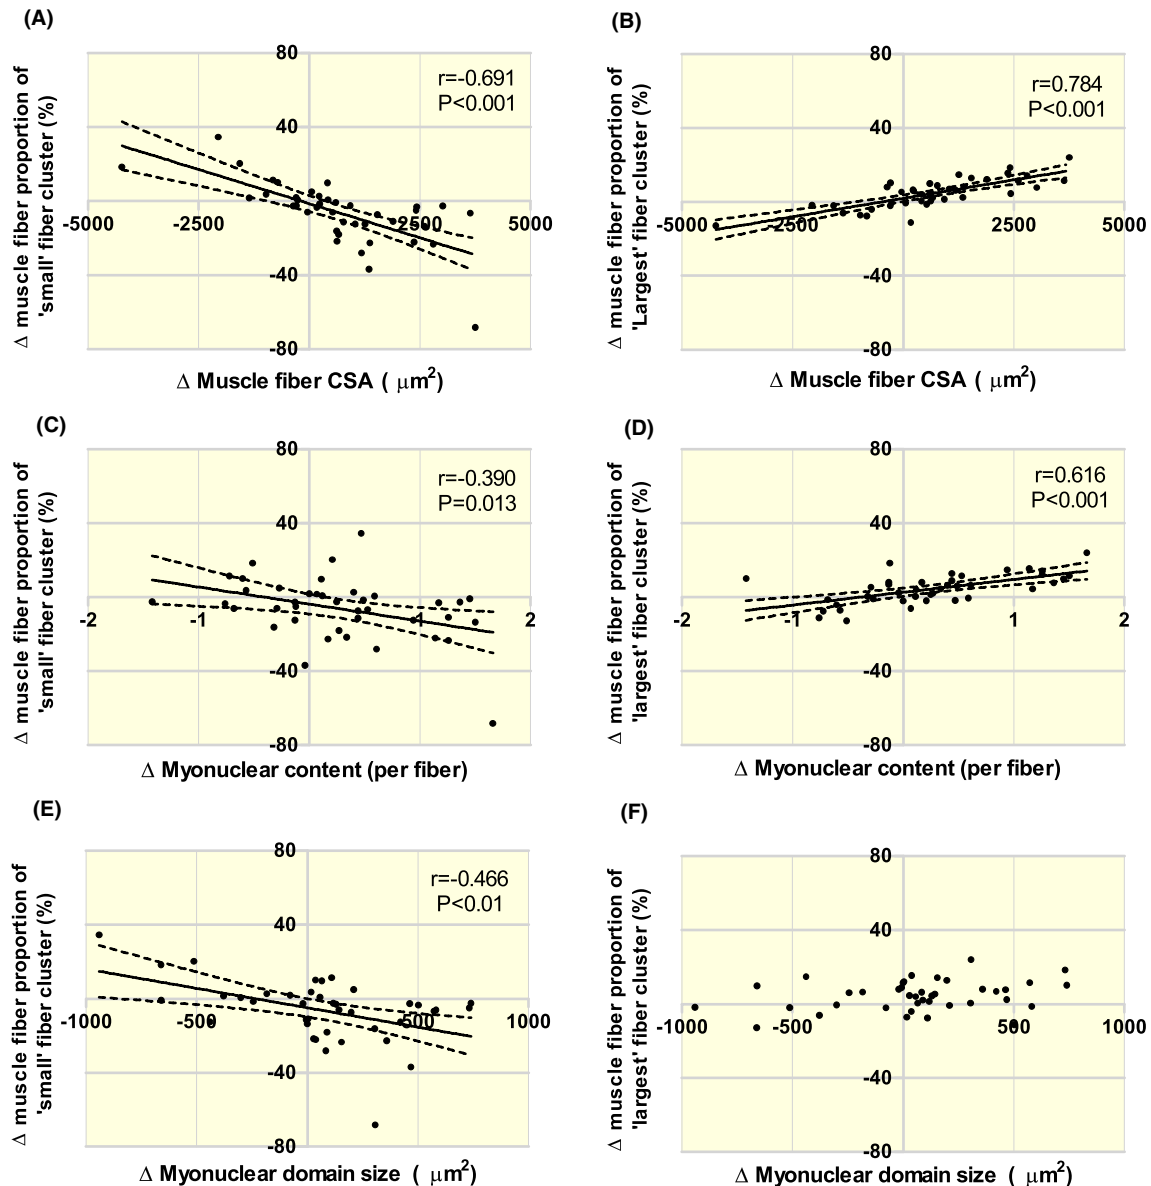 (A)
Δ muscle fiber proportion of
'small' fiber cluster (%)
80
40
-40
-80
-5000
-2500
2500
5000
r=-0.691
P<0.001
Δ Muscle fiber CSA ( μm²)
(B)
Δ muscle fiber proportion of
'Largest' fiber cluster (%)
80
40
-40
-80
-5000
-2500
2500
5000
r=0.784
P<0.001
Δ Muscle fiber CSA ( μm²)
(C)
Δ muscle fiber proportion of
'small' fiber cluster (%)
80
40
-40
-80
-2
-1
1
2
r=-0.390
P=0.013
Δ Myonuclear content (per fiber)
(D)
Δ muscle fiber proportion of
'largest' fiber cluster (%)
80
40
-40
-80
-2
-1
1
2
r=0.616
P<0.001
Δ Myonuclear content (per fiber)
(E)
Δ muscle fiber proportion of
'small' fiber cluster (%)
80
40
-40
-80
-1000
-500
500
1000
r=-0.466
P<0.01
Δ Myonuclear domain size ( μm²)
(F)
Δ muscle fiber proportion of
'largest' fiber cluster (%)
80
40
-40
-80
-1000
-500
500
1000
Δ Myonuclear domain size ( μm²)